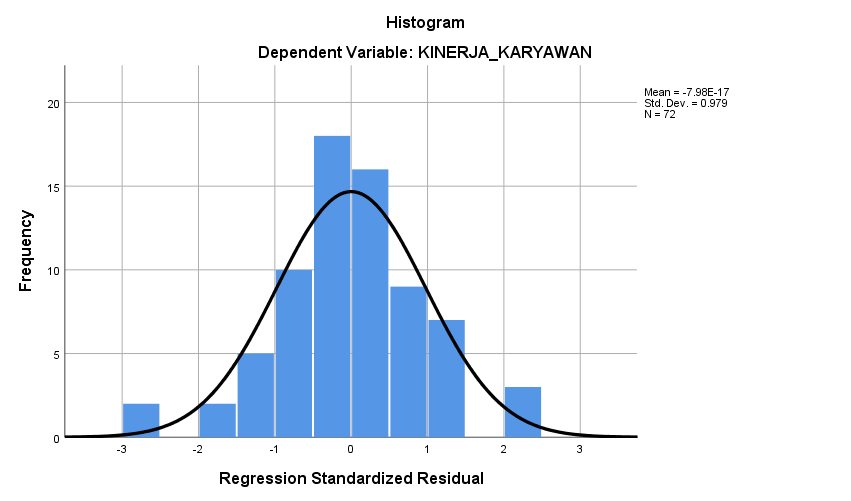 Histogram
Dependent Variable: KINERJA_KARYAWAN
Mean = -7.98E-17
Std. Dev. = 0.979
N = 72
20
15
10
5
0
Frequency
-3 -2 -1 0 1 2 3
Regression Standardized Residual